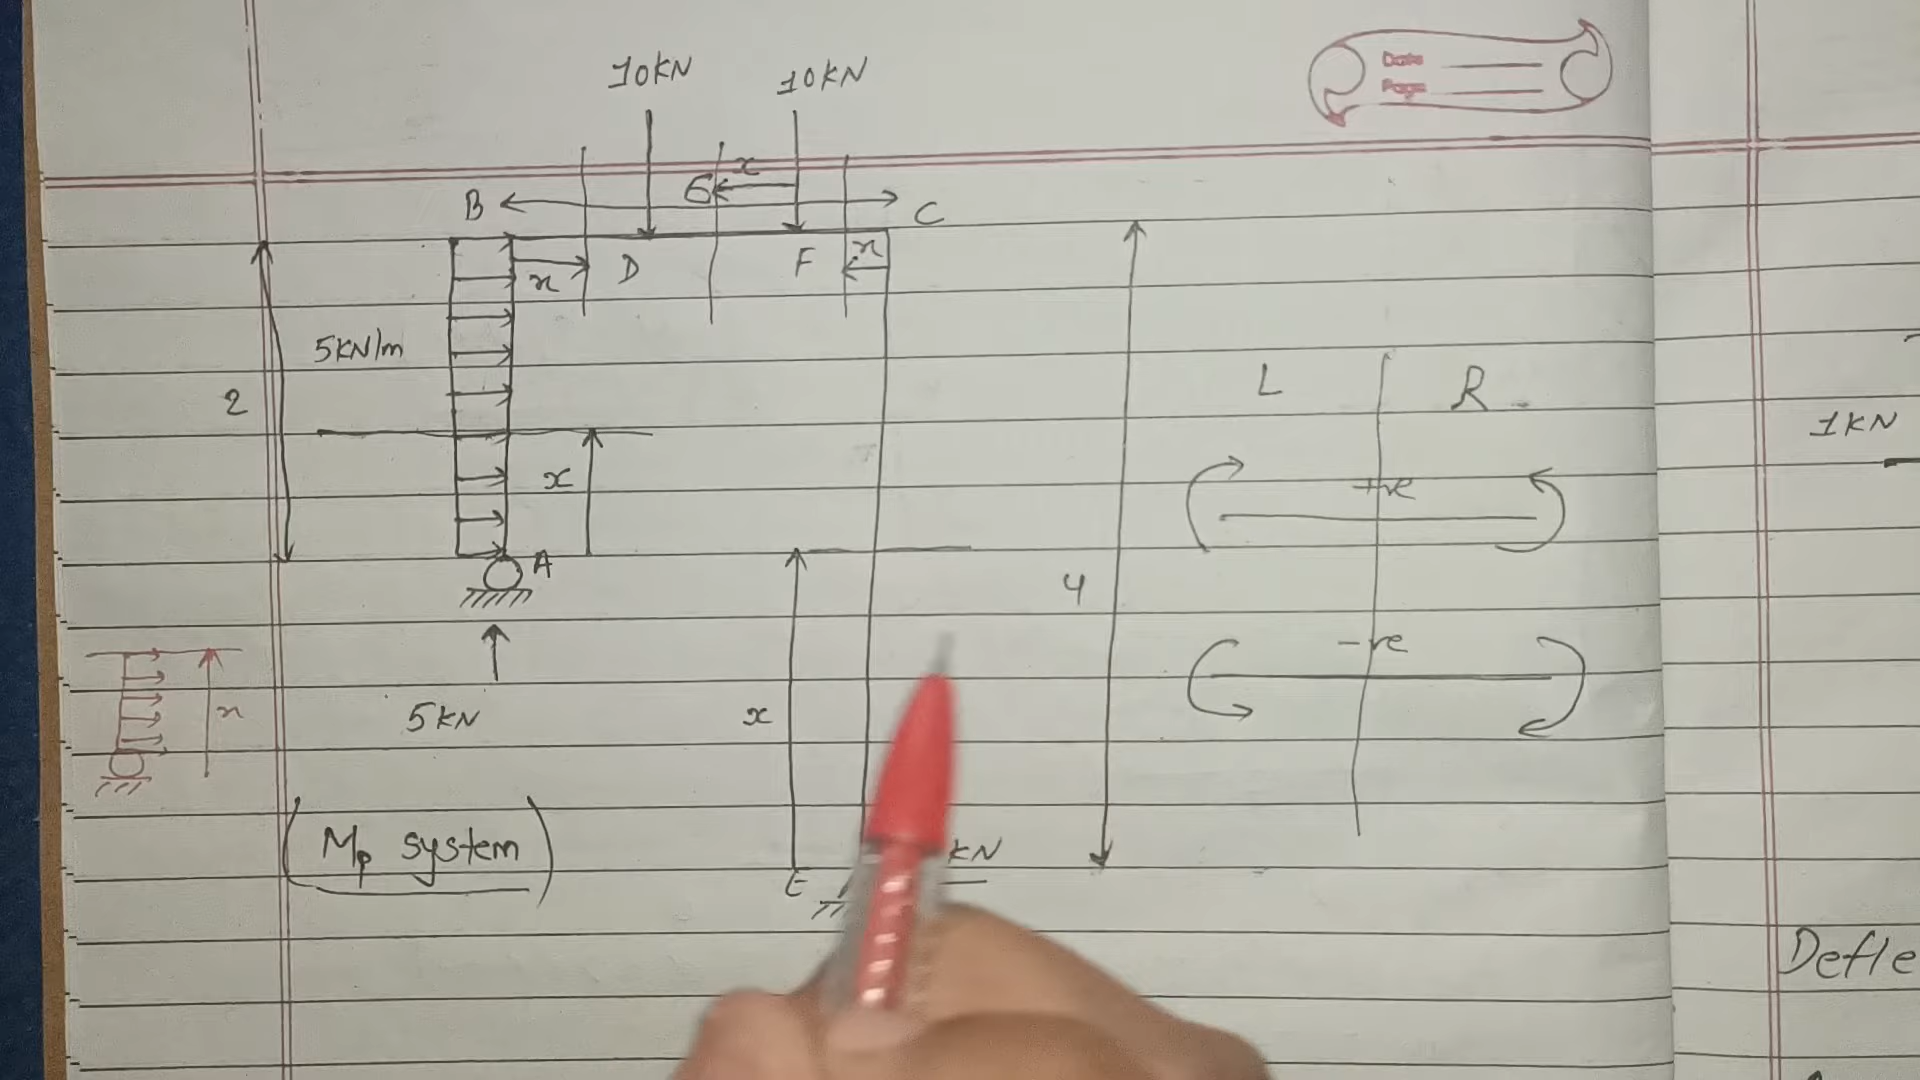 Date
Page
10KN
10KN
x
G
B
C
x
D
F
x
5KN/m
2
L
R
1KN
x
+ve
A
4
-ve
x
5KN
x
(Mp system)
KN
E
Defle